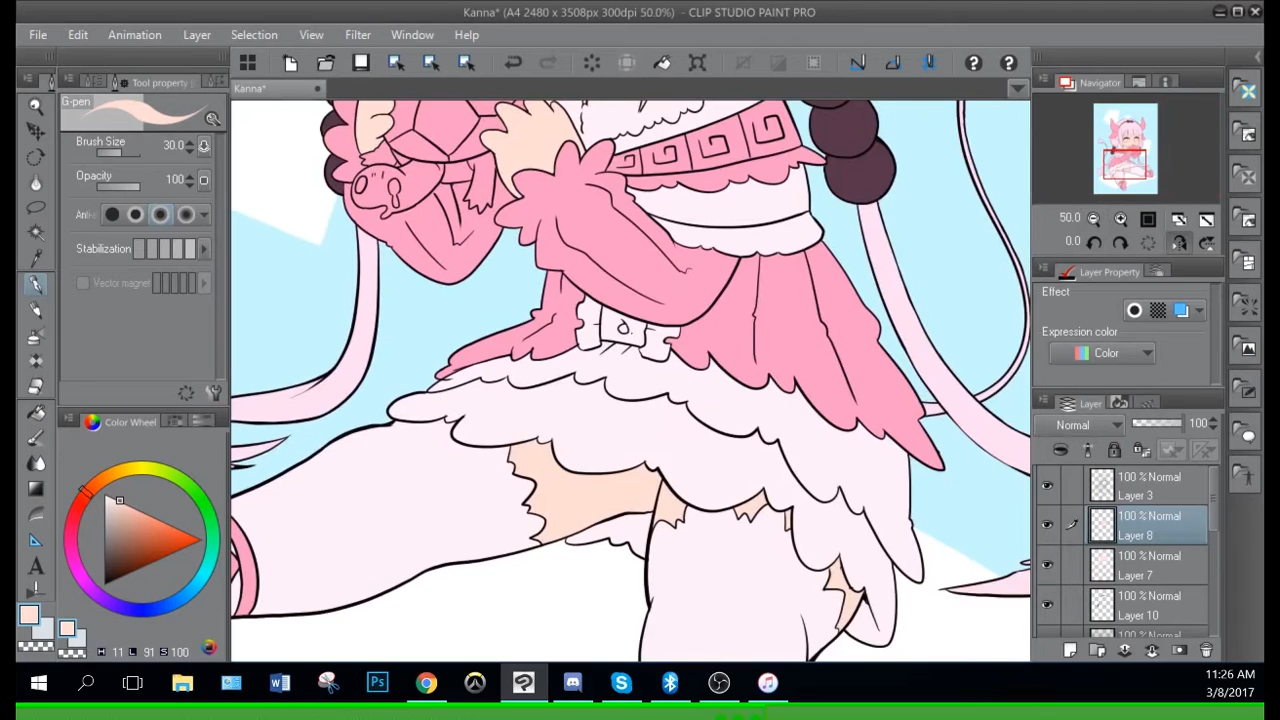 Kanna* (A4 2480 x 3508px 300dpi 50.0%) - CLIP STUDIO PAINT PRO
File Edit Animation Layer Selection View Filter Window Help
Tool property
Kanna*
Navigator
G-pen
Brush Size 30.0
Opacity 100
Anti-
Stabilization
Vector magnet
50.0
0.0
Layer Property
Effect
Expression color
Color
Layer
Normal 100
100 % Normal
Layer 3
100 % Normal
Layer 8
100 % Normal
Layer 7
100 % Normal
Layer 10
100 % Normal
Color Wheel
H 11 L 91 S 100
11:26 AM
3/8/2017